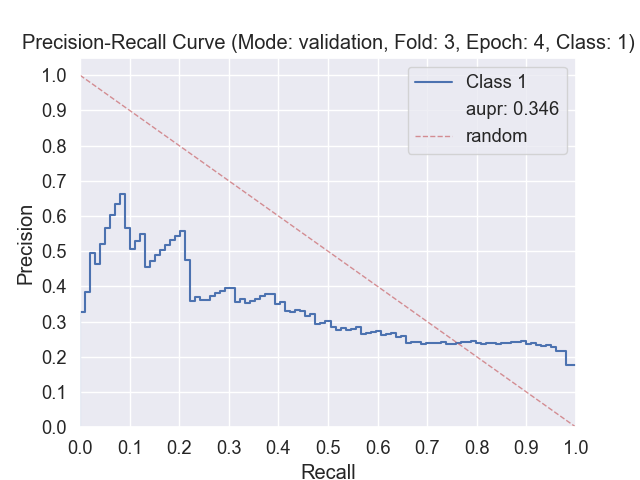 Precision-Recall Curve (Mode: validation, Fold: 3, Epoch: 4, Class: 1)
1.0
0.9
0.8
0.7
0.6
0.5
0.4
0.3
0.2
0.1
0.0
Precision
Class 1
aupr: 0.346
random
0.0 0.1 0.2 0.3 0.4 0.5 0.6 0.7 0.8 0.9 1.0
Recall